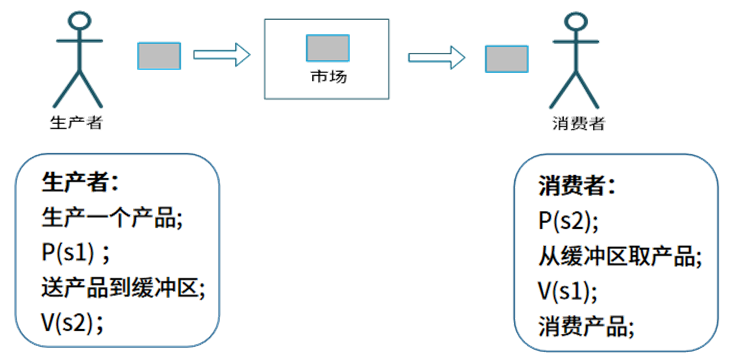 市场
生产者
消费者
生产者：
生产一个产品;
P(s1) ;
送产品到缓冲区;
V(s2);
消费者：
P(s2);
从缓冲区取产品;
V(s1);
消费产品;